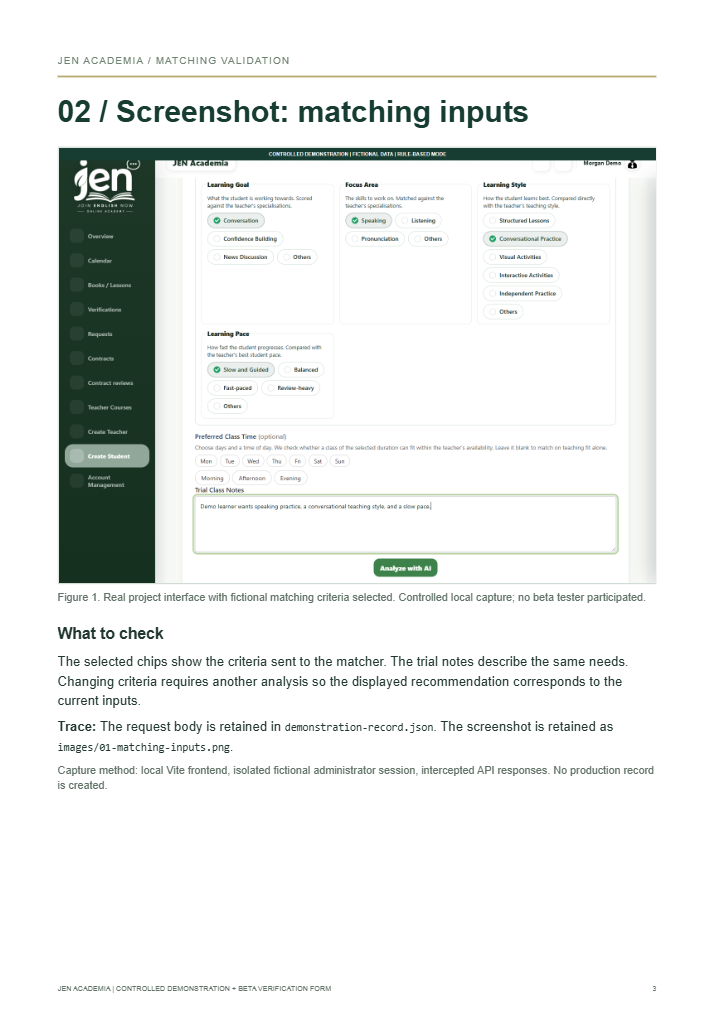 JEN ACADEMIA / MATCHING VALIDATION
02 / Screenshot: matching inputs
CONTROLLED DEMONSTRATION | FICTIONAL DATA | RULE-BASED MODE
jen
JOIN ENGLISH NOW
ONLINE ACADEMY
JEN Academia
Morgan Demo
Overview
Calendar
Books / Lessons
Verifications
Requests
Contracts
Contract reviews
Teacher Courses
Create Teacher
Create Student
Account
Management
Learning Goal
What the student is working towards. Scored
against the teacher's specialisations.
Conversation
Confidence Building
News Discussion Others
Focus Area
The skills to work on. Matched against the
teacher's specialisations.
Speaking Listening
Pronunciation Others
Learning Style
How the student learns best. Compared directly
with the teacher's teaching style.
Structured Lessons
Conversational Practice
Visual Activities
Interactive Activities
Independent Practice
Others
Learning Pace
How fast the student progresses. Compared with
the teacher's best student pace.
Slow and Guided Balanced
Fast-paced Review-heavy
Others
Preferred Class Time (optional)
Choose days and a time of day. We check whether a class of the selected duration can fit within the teacher's availability. Leave it blank to match on teaching fit alone.
Mon Tue Wed Thu Fri Sat Sun
Morning Afternoon Evening
Trial Class Notes
Demo learner wants speaking practice, a conversational teaching style, and a slow pace.
Analyze with AI
Figure 1. Real project interface with fictional matching criteria selected. Controlled local capture; no beta tester participated.
What to check
The selected chips show the criteria sent to the matcher. The trial notes describe the same needs.
Changing criteria requires another analysis so the displayed recommendation corresponds to the
current inputs.
Trace: The request body is retained in demonstration-record.json. The screenshot is retained as
images/01-matching-inputs.png.
Capture method: local Vite frontend, isolated fictional administrator session, intercepted API responses. No production record
is created.
JEN ACADEMIA | CONTROLLED DEMONSTRATION + BETA VERIFICATION FORM
3